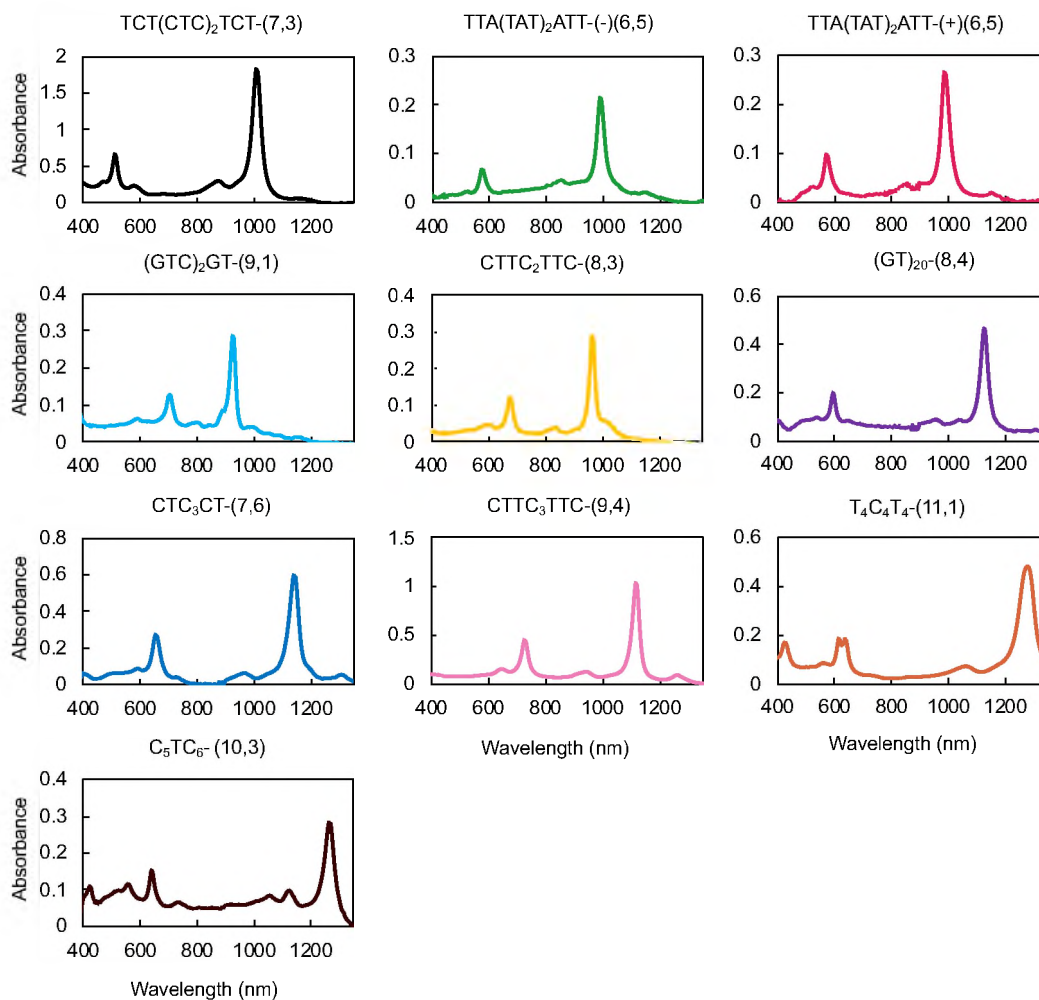 TCT(CTC)₂TCT-(7,3)
Absorbance
2
1.5
1
0.5
0
400 600 800 1000 1200
TTA(TAT)₂ATT-(-)(6,5)
0.3
0.2
0.1
0
400 600 800 1000 1200
TTA(TAT)₂ATT-(+)(6,5)
0.3
0.2
0.1
0
400 600 800 1000 1200
(GTC)₂GT-(9,1)
Absorbance
0.4
0.3
0.2
0.1
0
400 600 800 1000 1200
CTTC₂TTC-(8,3)
0.4
0.3
0.2
0.1
0
400 600 800 1000 1200
(GT)₂₀-(8,4)
0.6
0.4
0.2
0
400 600 800 1000 1200
CTC₃CT-(7,6)
Absorbance
0.8
0.6
0.4
0.2
0
400 600 800 1000 1200
CTTC₃TTC-(9,4)
1.5
1
0.5
0
400 600 800 1000 1200
Wavelength (nm)
T₄C₄T₄-(11,1)
0.6
0.4
0.2
0
400 600 800 1000 1200
Wavelength (nm)
C₅TC₆- (10,3)
Absorbance
0.4
0.3
0.2
0.1
0
400 600 800 1000 1200
Wavelength (nm)